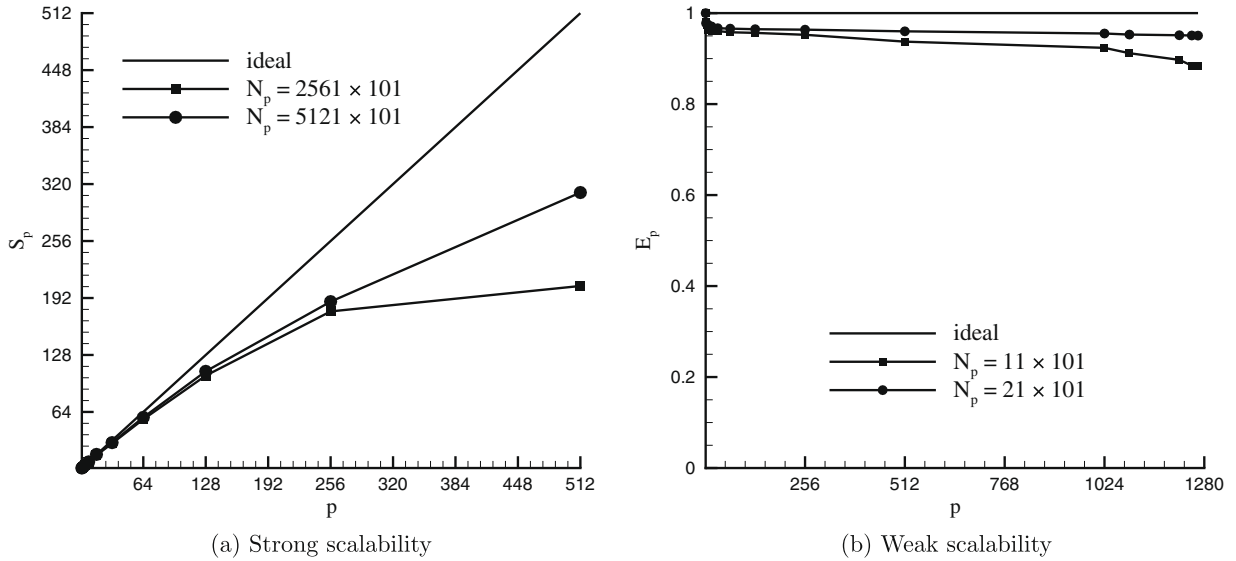 512
448
384
320
256
192
128
64
S_p
ideal
N_p = 2561 × 101
N_p = 5121 × 101
64 128 192 256 320 384 448 512
p
(a) Strong scalability
1
0.8
0.6
0.4
0.2
0
E_p
ideal
N_p = 11 × 101
N_p = 21 × 101
256 512 768 1024 1280
p
(b) Weak scalability